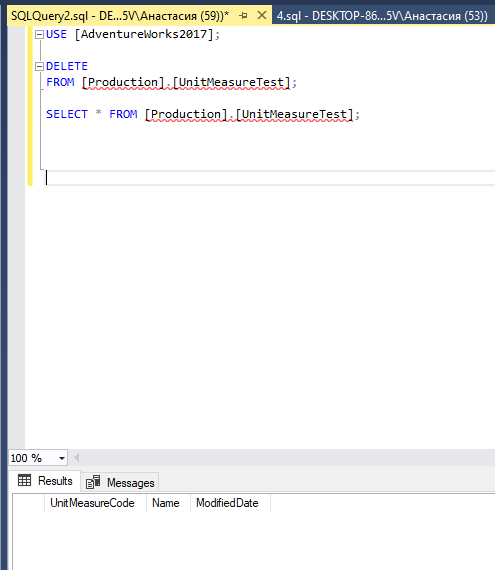 SQLQuery2.sql - DE...5V\Анастасия (59))* 4.sql - DESKTOP-86...5V\Анастасия (53))
USE [AdventureWorks2017];
DELETE
FROM [Production].[UnitMeasureTest];
SELECT * FROM [Production].[UnitMeasureTest];
100 %
Results Messages
UnitMeasureCode Name ModifiedDate